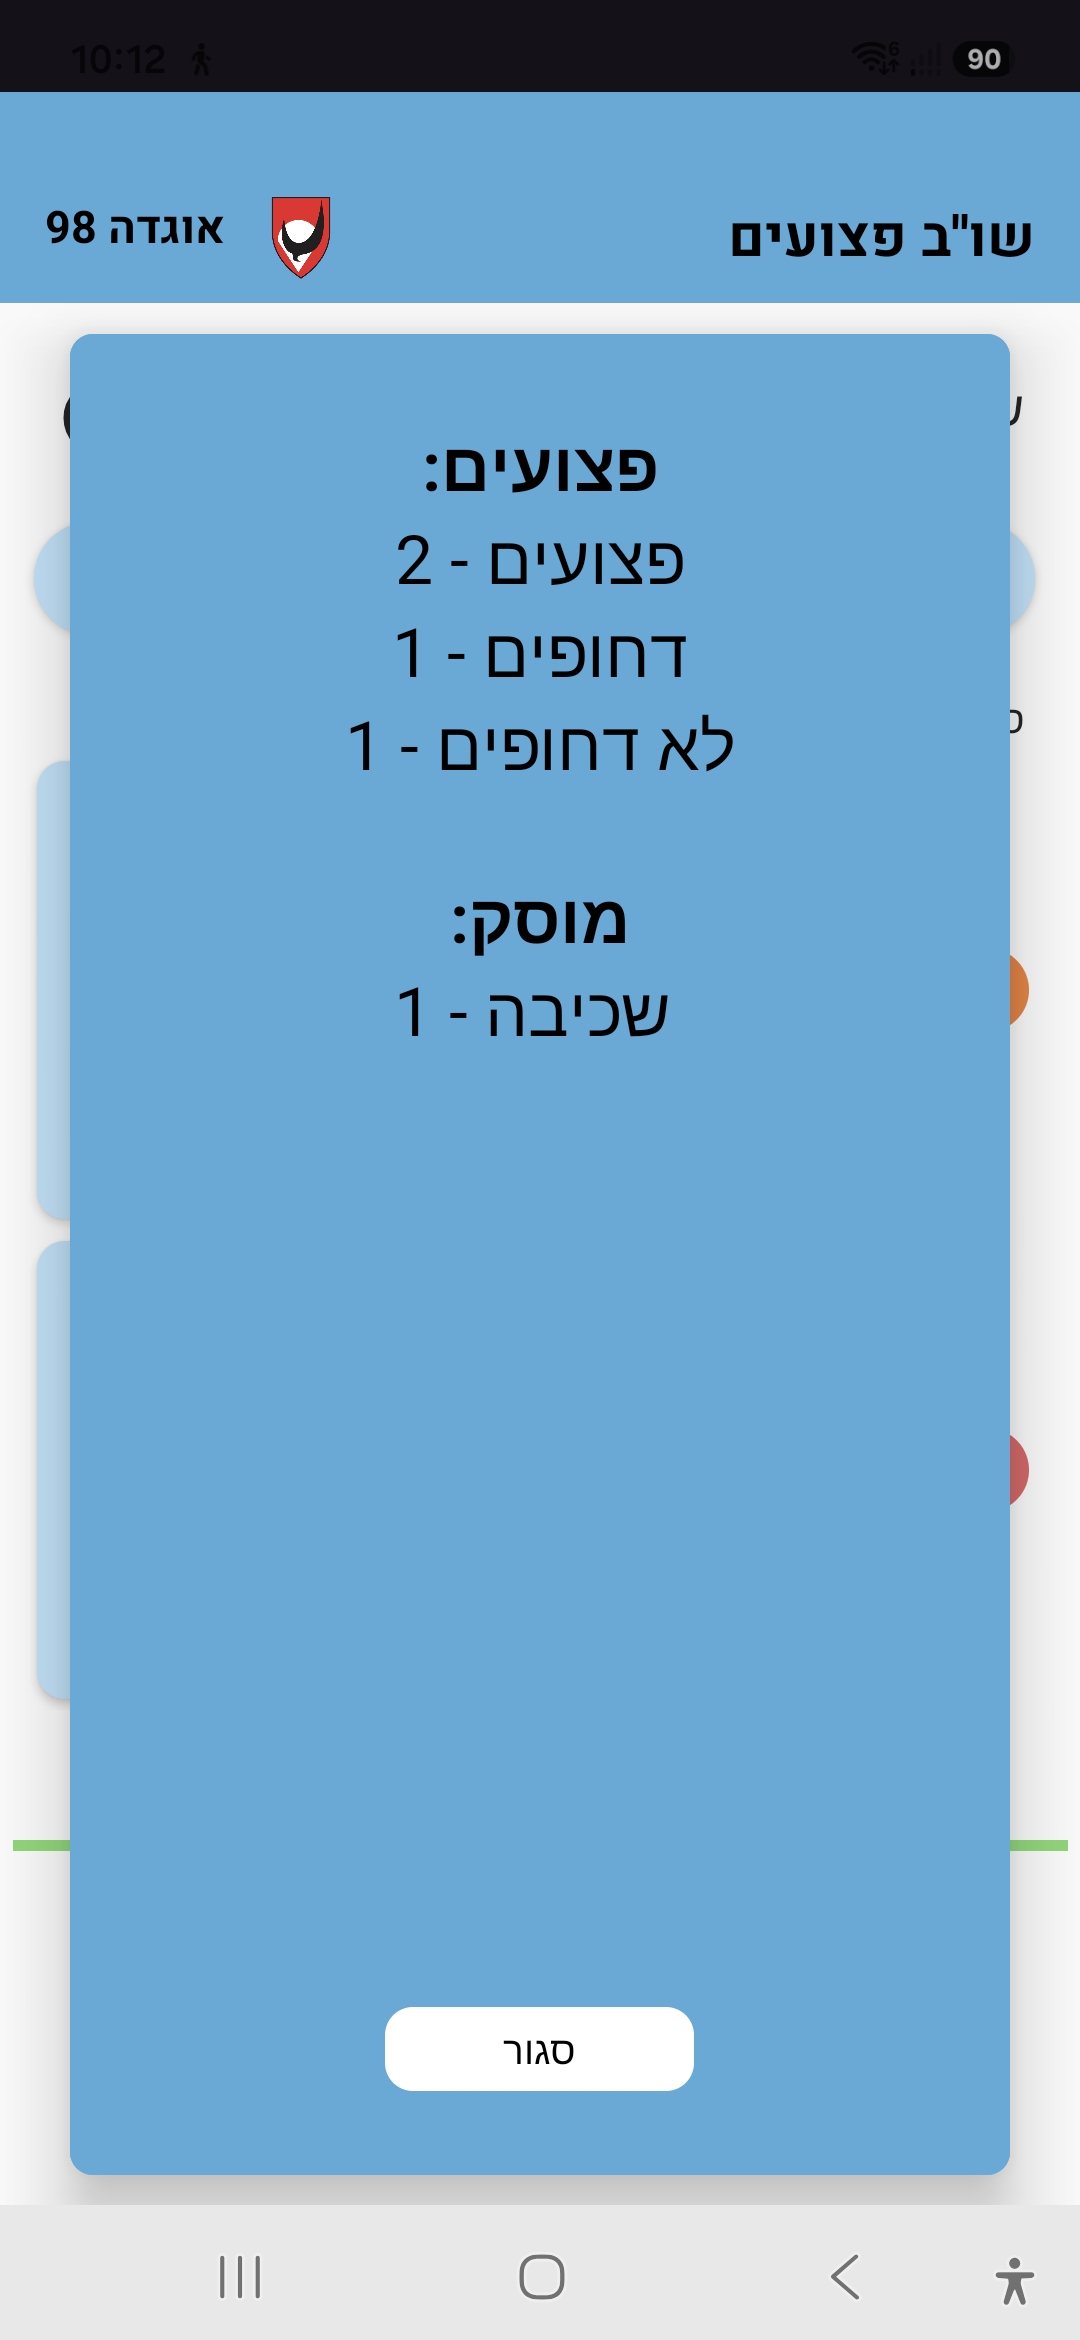 10:12
6
90
שו"ב פצועים
אוגדה 98
פצועים:
פצועים - 2
דחופים - 1
לא דחופים - 1
מוסק:
שכיבה - 1
סגור